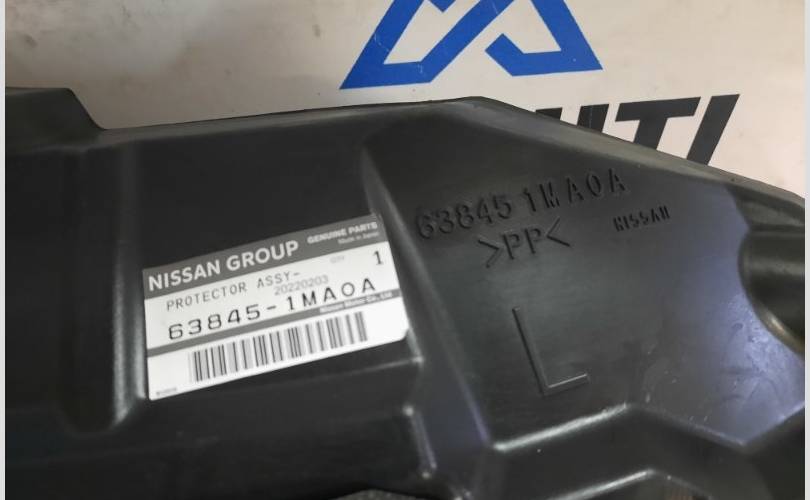 UTI
NISSAN GROUP GENUINE PARTS
Made in Japan
PROTECTOR ASSY- QTY 1
20220203
63845-1MA0A
Nissan Motor Co., Ltd.
63845 1MA0A
>PP< NISSAN
L